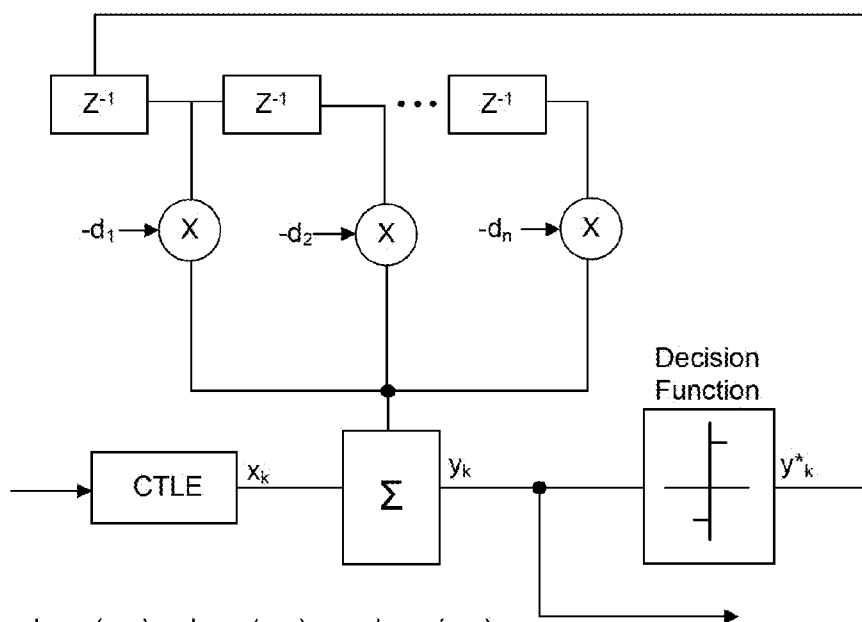 Z⁻¹ Z⁻¹ ••• Z⁻¹
-d₁ X -d₂ X -dₙ X
Decision
Function
CTLE xₖ Σ yₖ y*ₖ